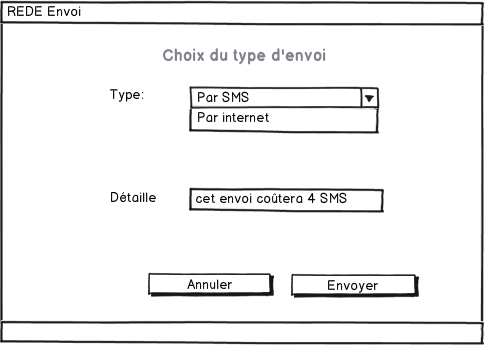 REDE Envoi
Choix du type d'envoi
Type:
Par SMS
Par internet
Détaille
cet envoi coûtera 4 SMS
Annuler
Envoyer